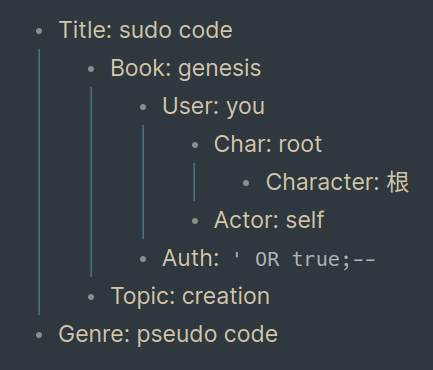 Title: sudo code
Book: genesis
User: you
Char: root
Character: 根
Actor: self
Auth: ' OR true;--
Topic: creation
Genre: pseudo code